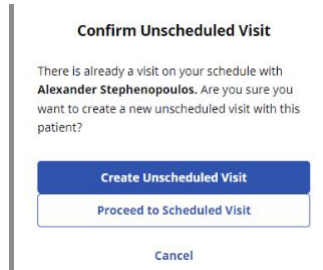 Confirm Unscheduled Visit
There is already a visit on your schedule with
Alexander Stephenopoulos. Are you sure you
want to create a new unscheduled visit with this
patient?
Create Unscheduled Visit
Proceed to Scheduled Visit
Cancel